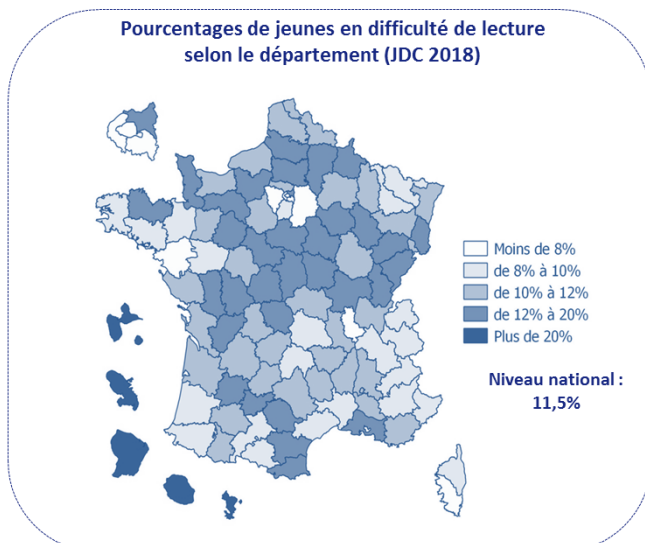 Pourcentages de jeunes en difficulté de lecture
selon le département (JDC 2018)
Moins de 8%
de 8% à 10%
de 10% à 12%
de 12% à 20%
Plus de 20%
Niveau national :
11,5%